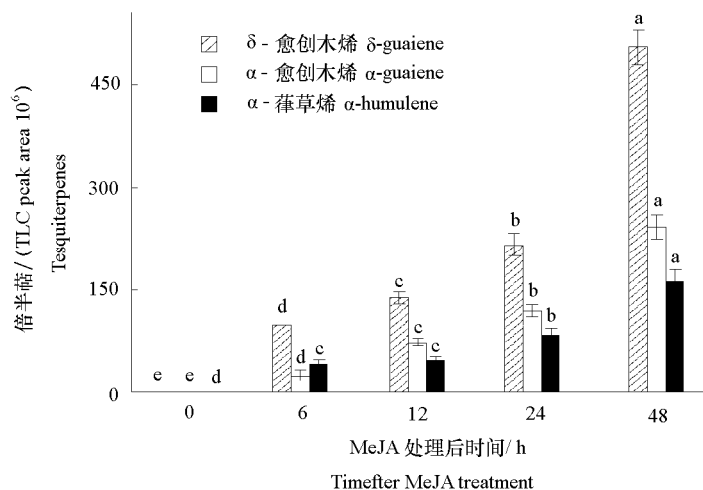 倍半萜/(TLC pcak area 10⁶)
Tesquiterpenes
450
300
150
0
δ - 愈创木烯 δ-guaiene
α - 愈创木烯 α-guaiene
α - 葎草烯 α-humulene
e e d
d d c
c c c
b b b
a a a
0 6 12 24 48
MeJA 处理后时间/ h
Timefter MeJA treatment